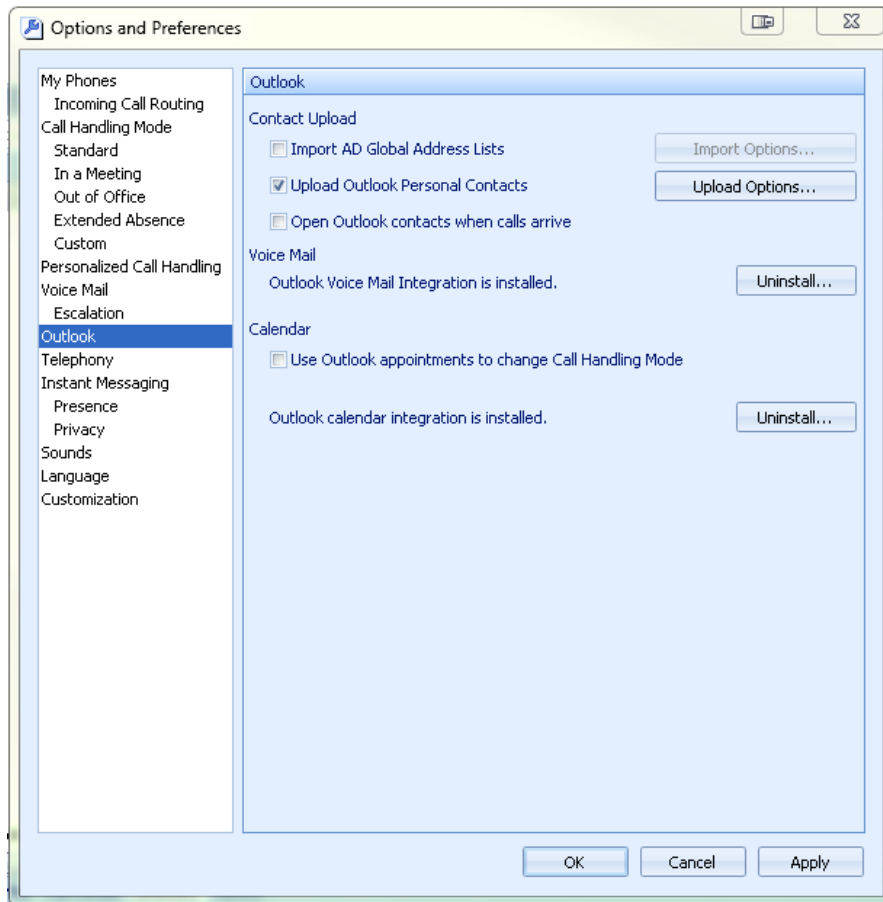 Options and Preferences
My Phones
Incoming Call Routing
Call Handling Mode
Standard
In a Meeting
Out of Office
Extended Absence
Custom
Personalized Call Handling
Voice Mail
Escalation
Outlook
Telephony
Instant Messaging
Presence
Privacy
Sounds
Language
Customization
Outlook
Contact Upload
Import AD Global Address Lists Import Options...
Upload Outlook Personal Contacts Upload Options...
Open Outlook contacts when calls arrive
Voice Mail
Outlook Voice Mail Integration is installed. Uninstall...
Calendar
Use Outlook appointments to change Call Handling Mode
Outlook calendar integration is installed. Uninstall...
OK Cancel Apply